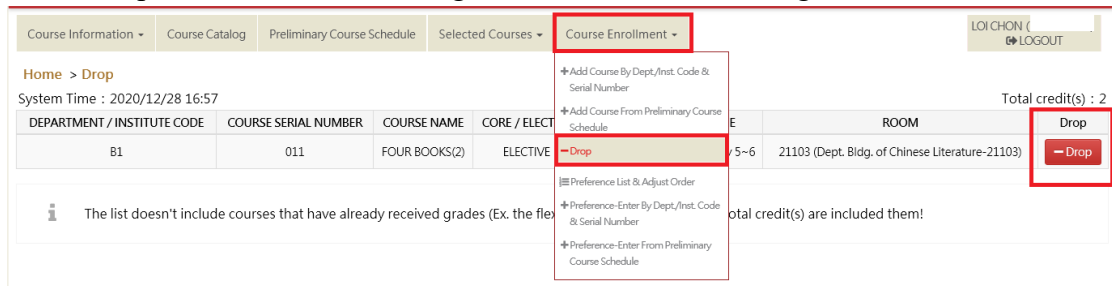 Course Information
Course Catalog
Preliminary Course Schedule
Selected Courses
Course Enrollment
LOI CHON (
LOGOUT
Home > Drop
System Time : 2020/12/28 16:57
Total credit(s) : 2
+Add Course By Dept./Inst. Code &
Serial Number
+Add Course From Preliminary Course
Schedule
−Drop
Preference List & Adjust Order
+Preference-Enter By Dept./Inst. Code
& Serial Number
+Preference-Enter From Preliminary
Course Schedule
DEPARTMENT / INSTITUTE CODE COURSE SERIAL NUMBER COURSE NAME CORE / ELECT E ROOM Drop
B1 011 FOUR BOOKS(2) ELECTIVE 5~6 21103 (Dept. Bldg. of Chinese Literature-21103) −Drop
The list doesn't include courses that have already received grades (Ex. the fle otal credit(s) are included them!